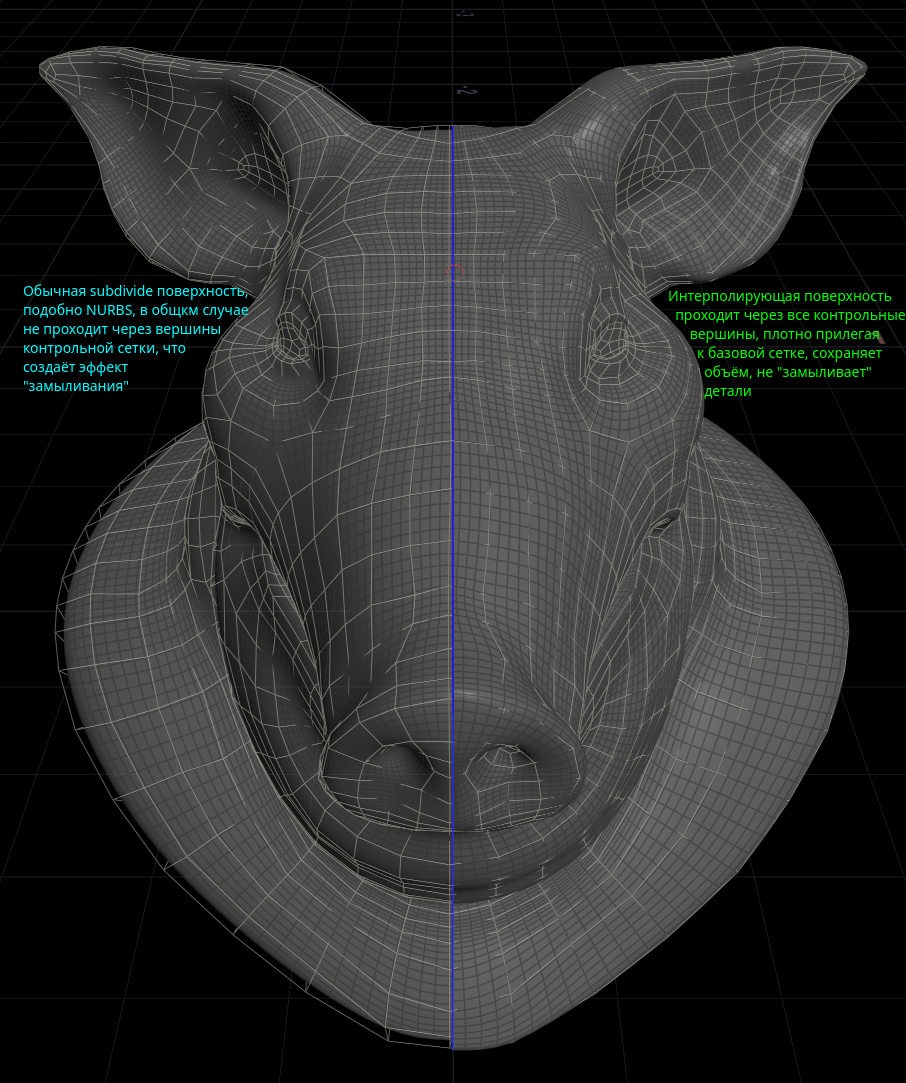 Обычная subdivide поверхность,
подобно NURBS, в общкм случае
не проходит через вершины
контрольной сетки, что
создаёт эффект
"замыливания"
Интерполирующая поверхность
проходит через все контрольные
вершины, плотно прилегая
к базовой сетке, сохраняет
объём, не "замыливает"
детали